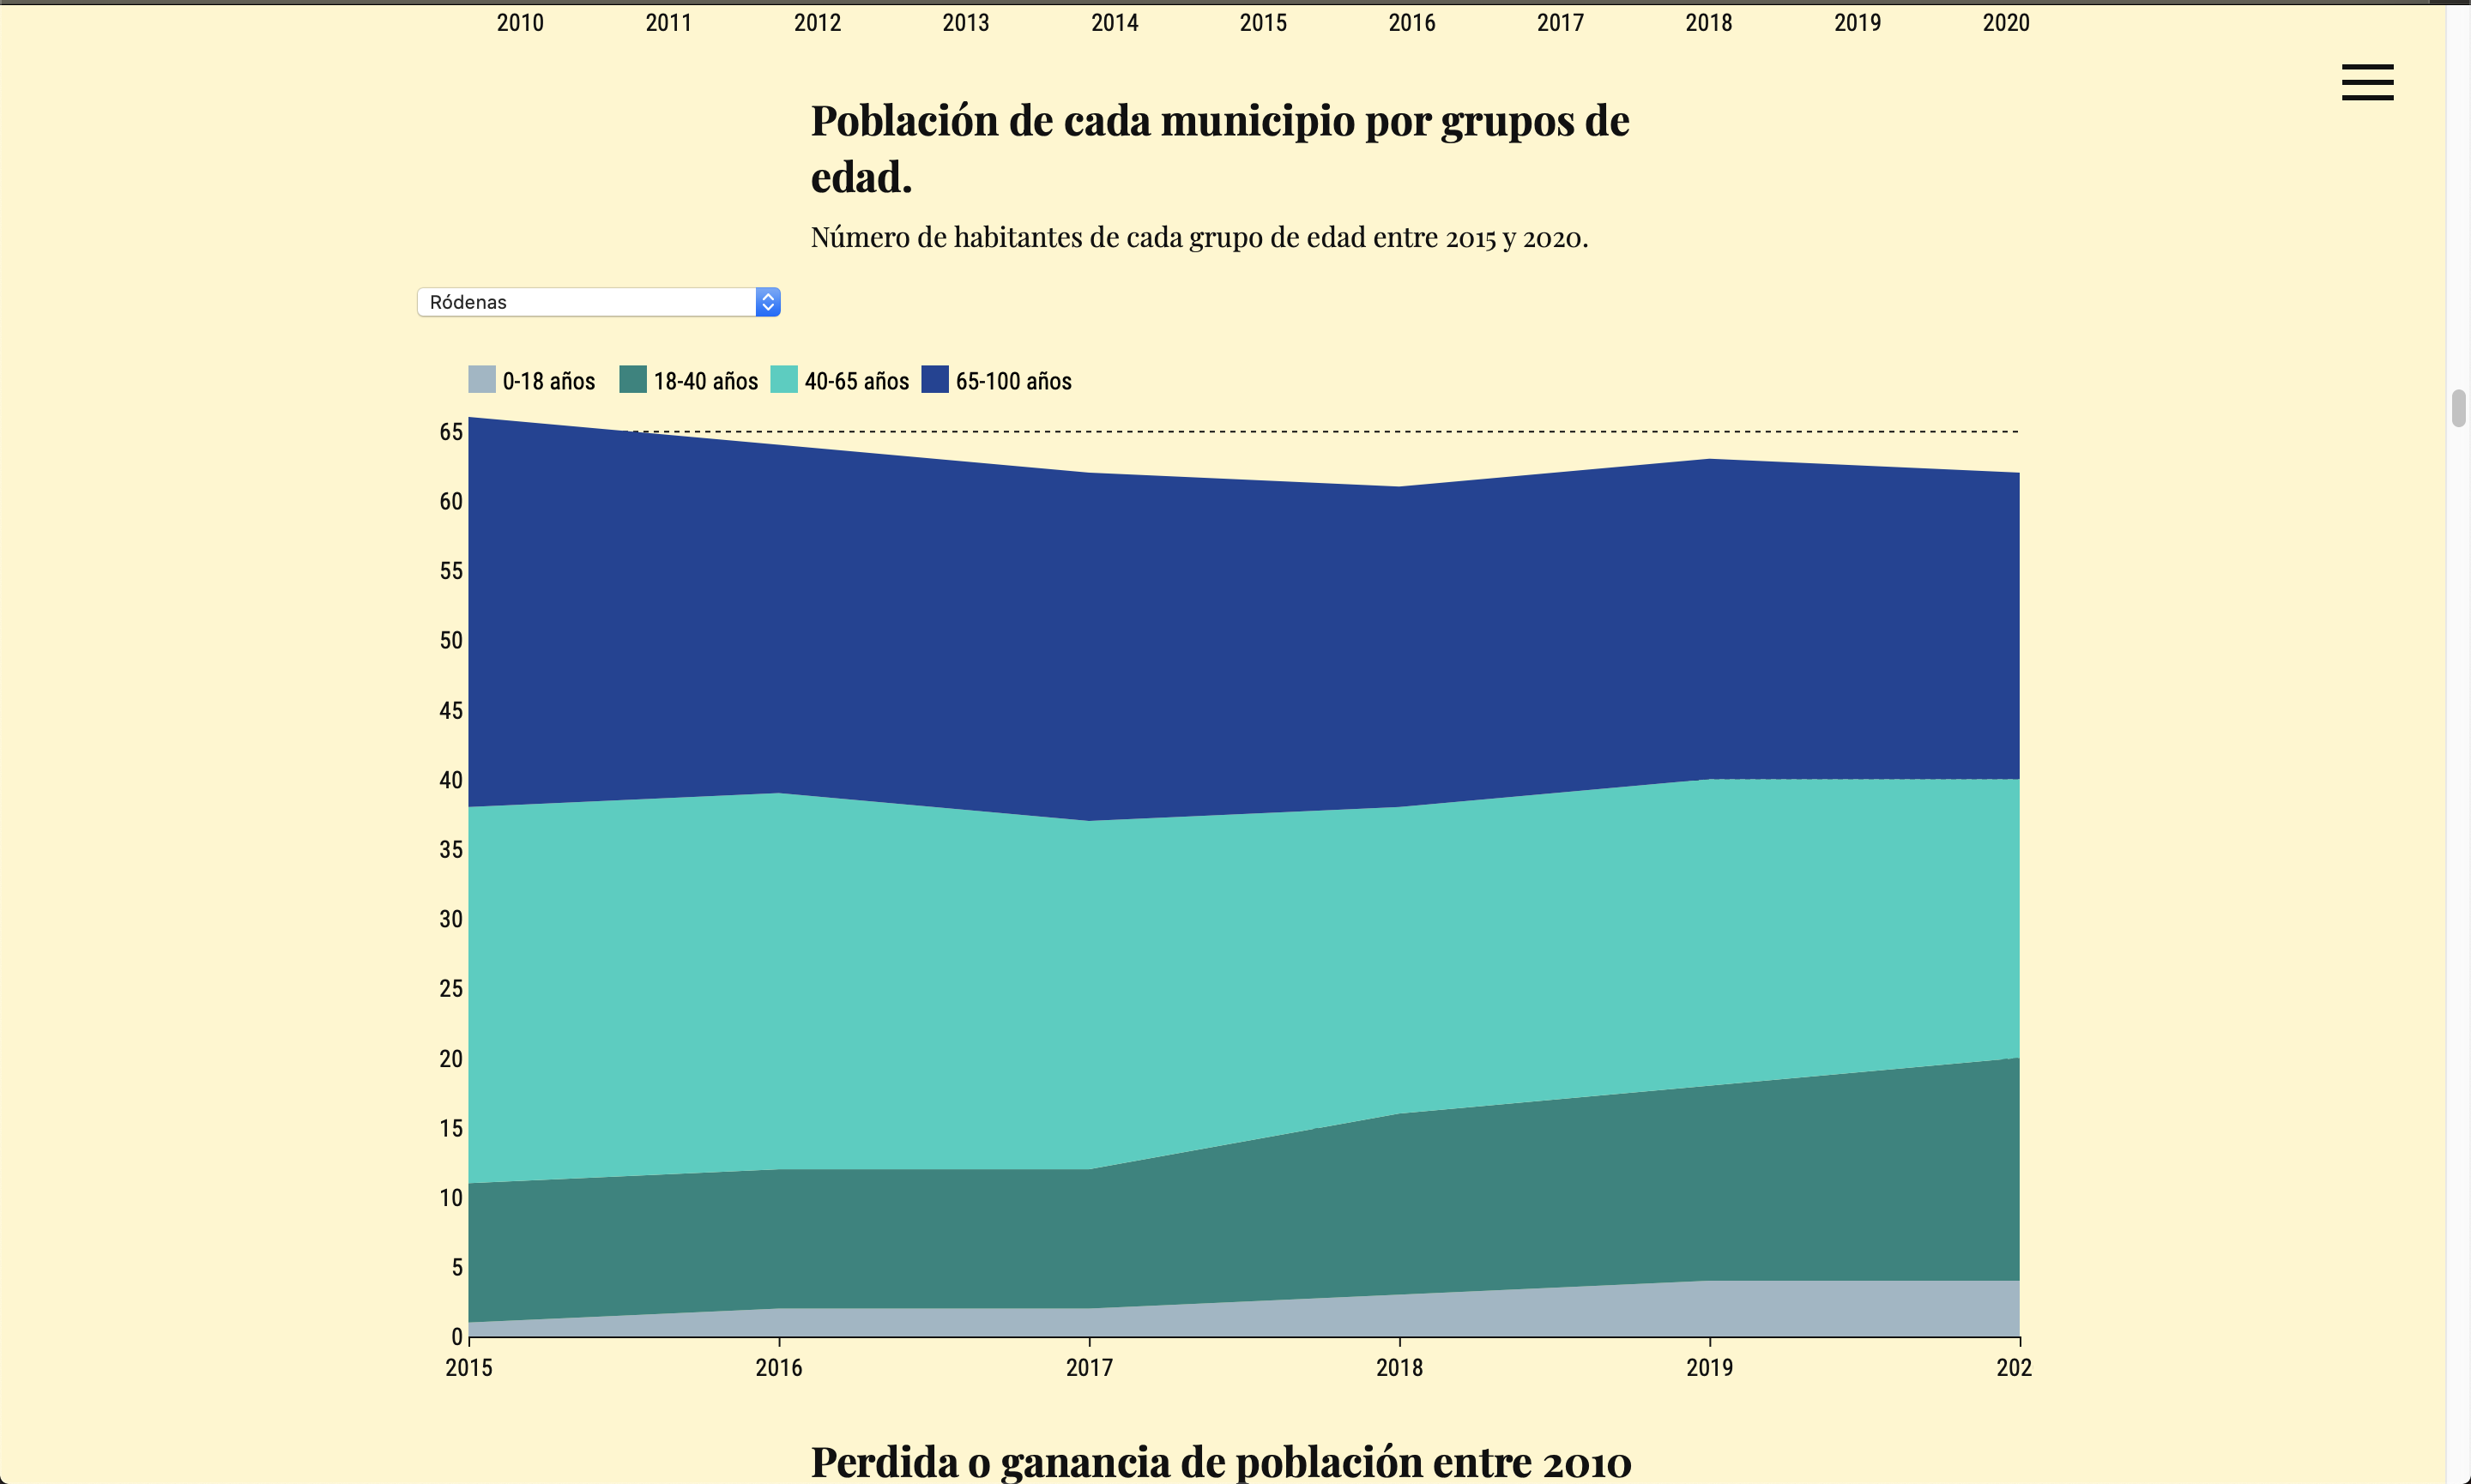 2010 2011 2012 2013 2014 2015 2016 2017 2018 2019 2020
Población de cada municipio por grupos de
edad.
Número de habitantes de cada grupo de edad entre 2015 y 2020.
Ródenas
0-18 años 18-40 años 40-65 años 65-100 años
65
60
55
50
45
40
35
30
25
20
15
10
5
0
2015 2016 2017 2018 2019 202
Perdida o ganancia de población entre 2010